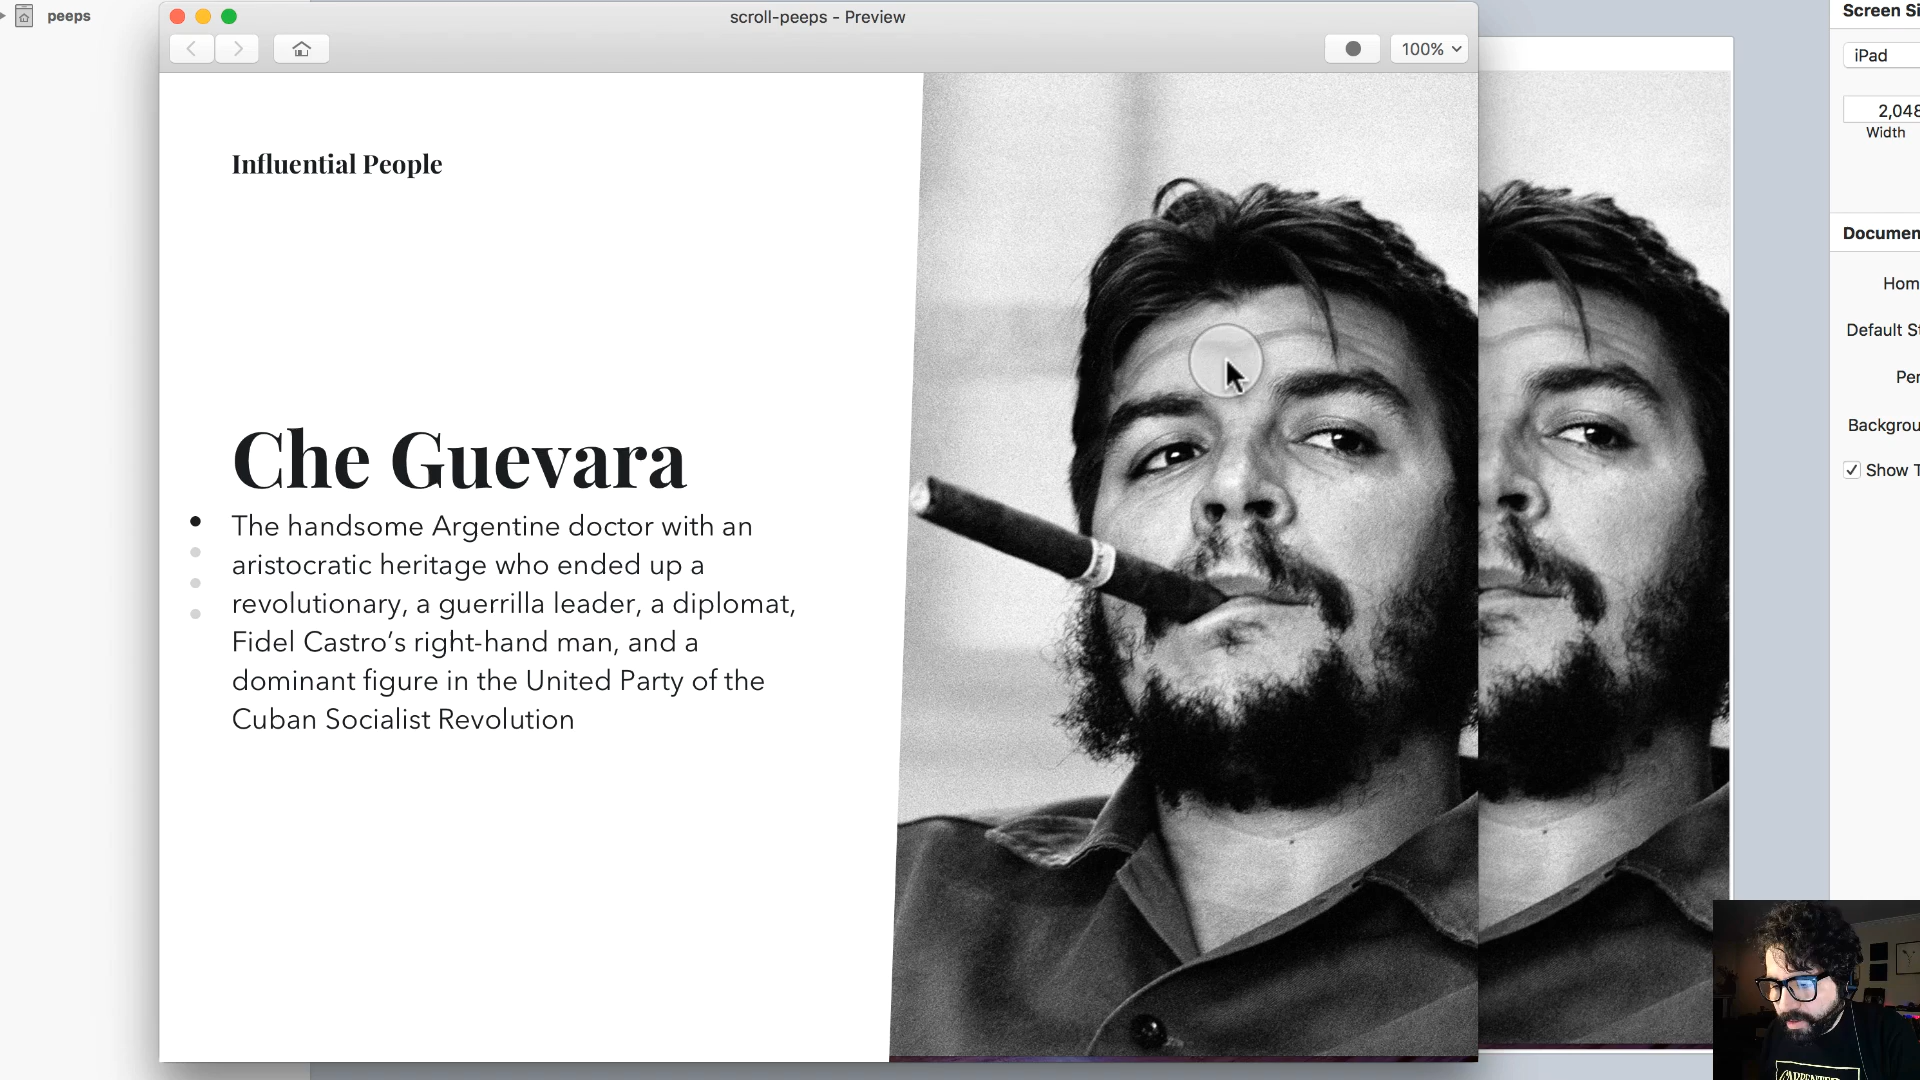 peeps
scroll-peeps - Preview
100%
Influential People
Che Guevara
The handsome Argentine doctor with an
aristocratic heritage who ended up a
revolutionary, a guerrilla leader, a diplomat,
Fidel Castro’s right-hand man, and a
dominant figure in the United Party of the
Cuban Socialist Revolution
Screen Si
iPad
2,048
Width
Documen
Hom
Default St
Per
Backgrou
Show T